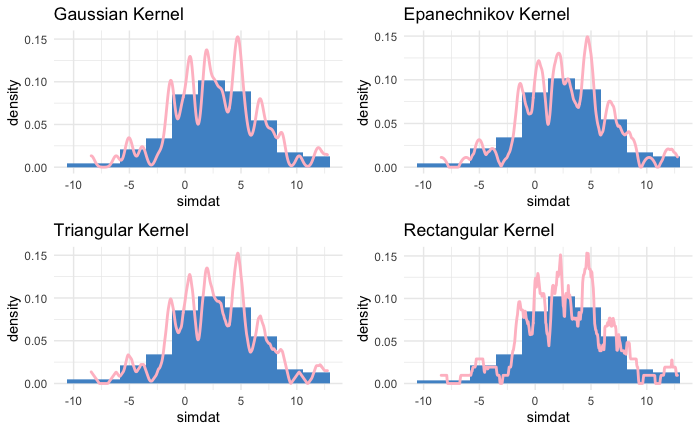 Gaussian Kernel
0.15
0.10
0.05
0.00
density
-10 -5 0 5 10
simdat
Epanechnikov Kernel
0.15
0.10
0.05
0.00
density
-10 -5 0 5 10
simdat
Triangular Kernel
0.15
0.10
0.05
0.00
density
-10 -5 0 5 10
simdat
Rectangular Kernel
0.15
0.10
0.05
0.00
density
-10 -5 0 5 10
simdat